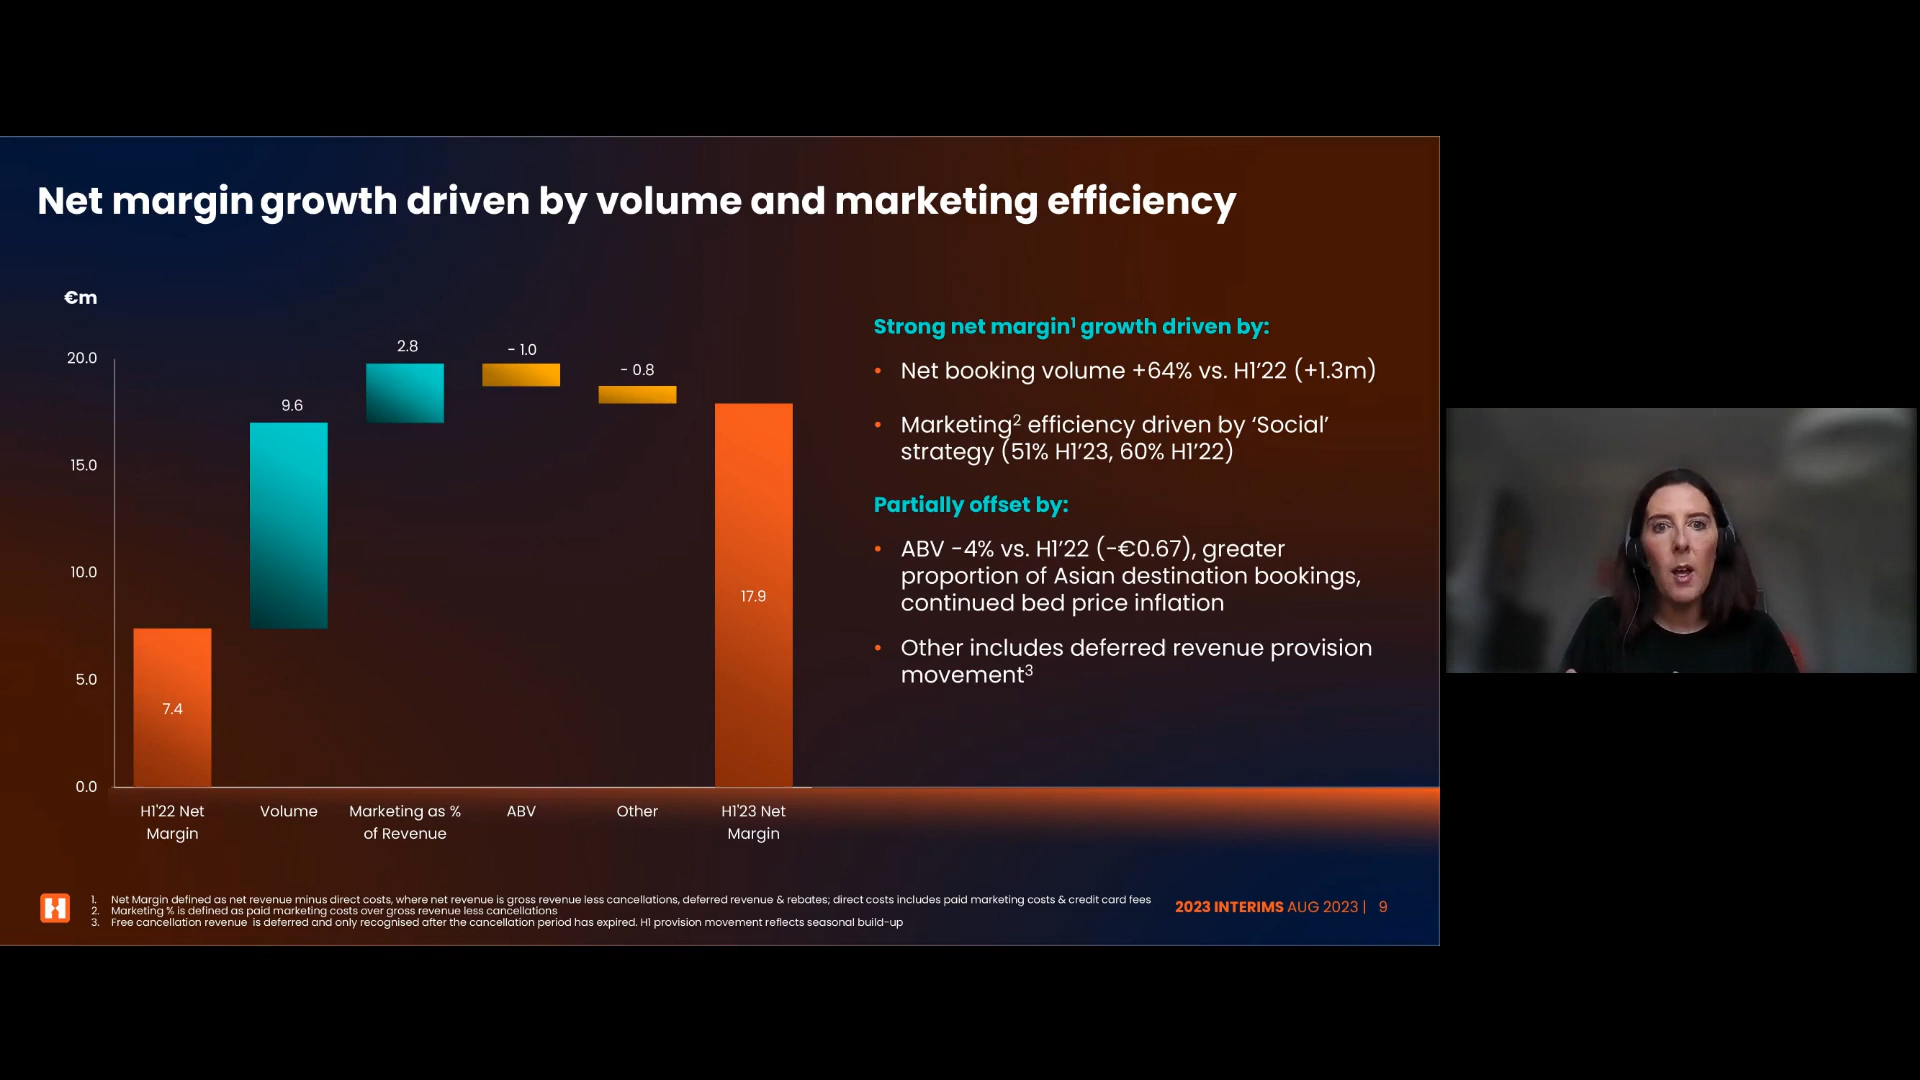 Net margin growth driven by volume and marketing efficiency
€m
20.0
15.0
10.0
5.0
0.0
7.4
9.6
2.8
- 1.0
- 0.8
17.9
H1'22 Net
Margin
Volume
Marketing as %
of Revenue
ABV
Other
H1'23 Net
Margin
Strong net margin¹ growth driven by:
• Net booking volume +64% vs. H1’22 (+1.3m)
• Marketing² efficiency driven by ‘Social’
strategy (51% H1’23, 60% H1’22)
Partially offset by:
• ABV -4% vs. H1’22 (-€0.67), greater
proportion of Asian destination bookings,
continued bed price inflation
• Other includes deferred revenue provision
movement³
H
1. Net Margin defined as net revenue minus direct costs, where net revenue is gross revenue less cancellations, deferred revenue & rebates; direct costs includes paid marketing costs & credit card fees
2. Marketing % is defined as paid marketing costs over gross revenue less cancellations
3. Free cancellation revenue is deferred and only recognised after the cancellation period has expired. H1 provision movement reflects seasonal build-up
2023 INTERIMS AUG 2023 | 9